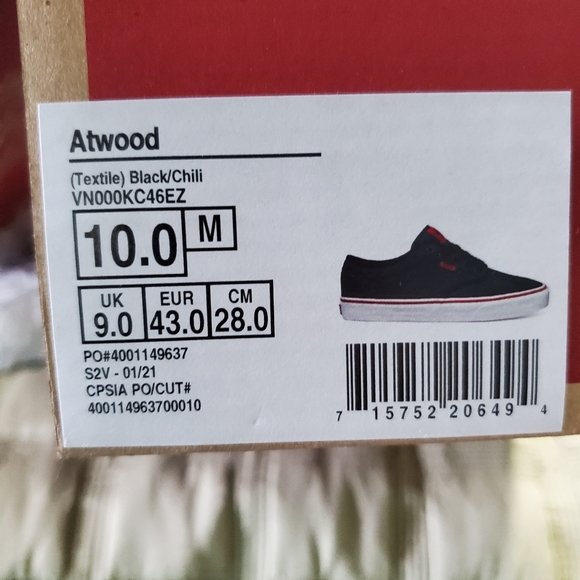 Atwood
(Textile) Black/Chili
VN000KC46EZ
10.0 M
UK EUR CM
9.0 43.0 28.0
PO#4001149637
S2V - 01/21
CPSIA PO/CUT#
400114963700010
7 15752 20649 4